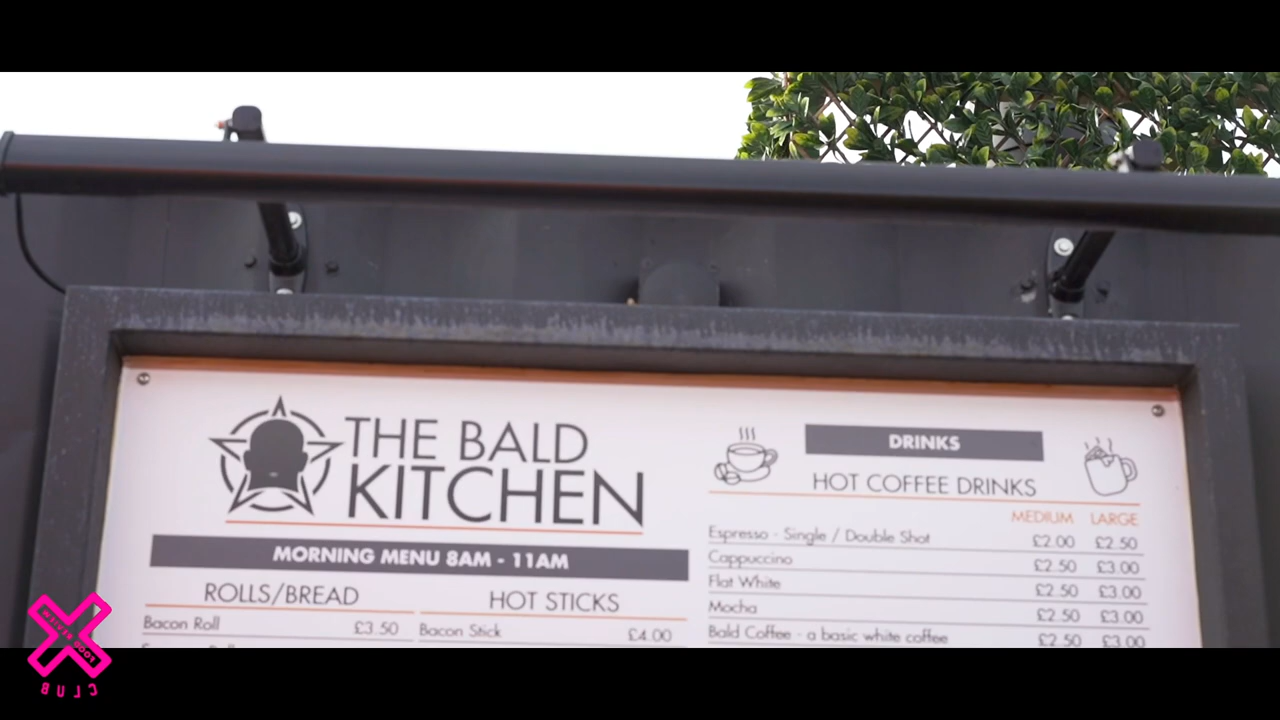 THE BALD
KITCHEN
MORNING MENU 8AM - 11AM
ROLLS/BREAD
Bacon Roll £3.50
HOT STICKS
Bacon Stick £4.00
DRINKS
HOT COFFEE DRINKS
MEDIUM LARGE
Espresso - Single / Double Shot £2.00 £2.50
Cappuccino £2.50 £3.00
Flat White £2.50 £3.00
Mocha £2.50 £3.00
Bald Coffee - a basic white coffee £2.50 £3.00
FOOD REVIEW
CLUB